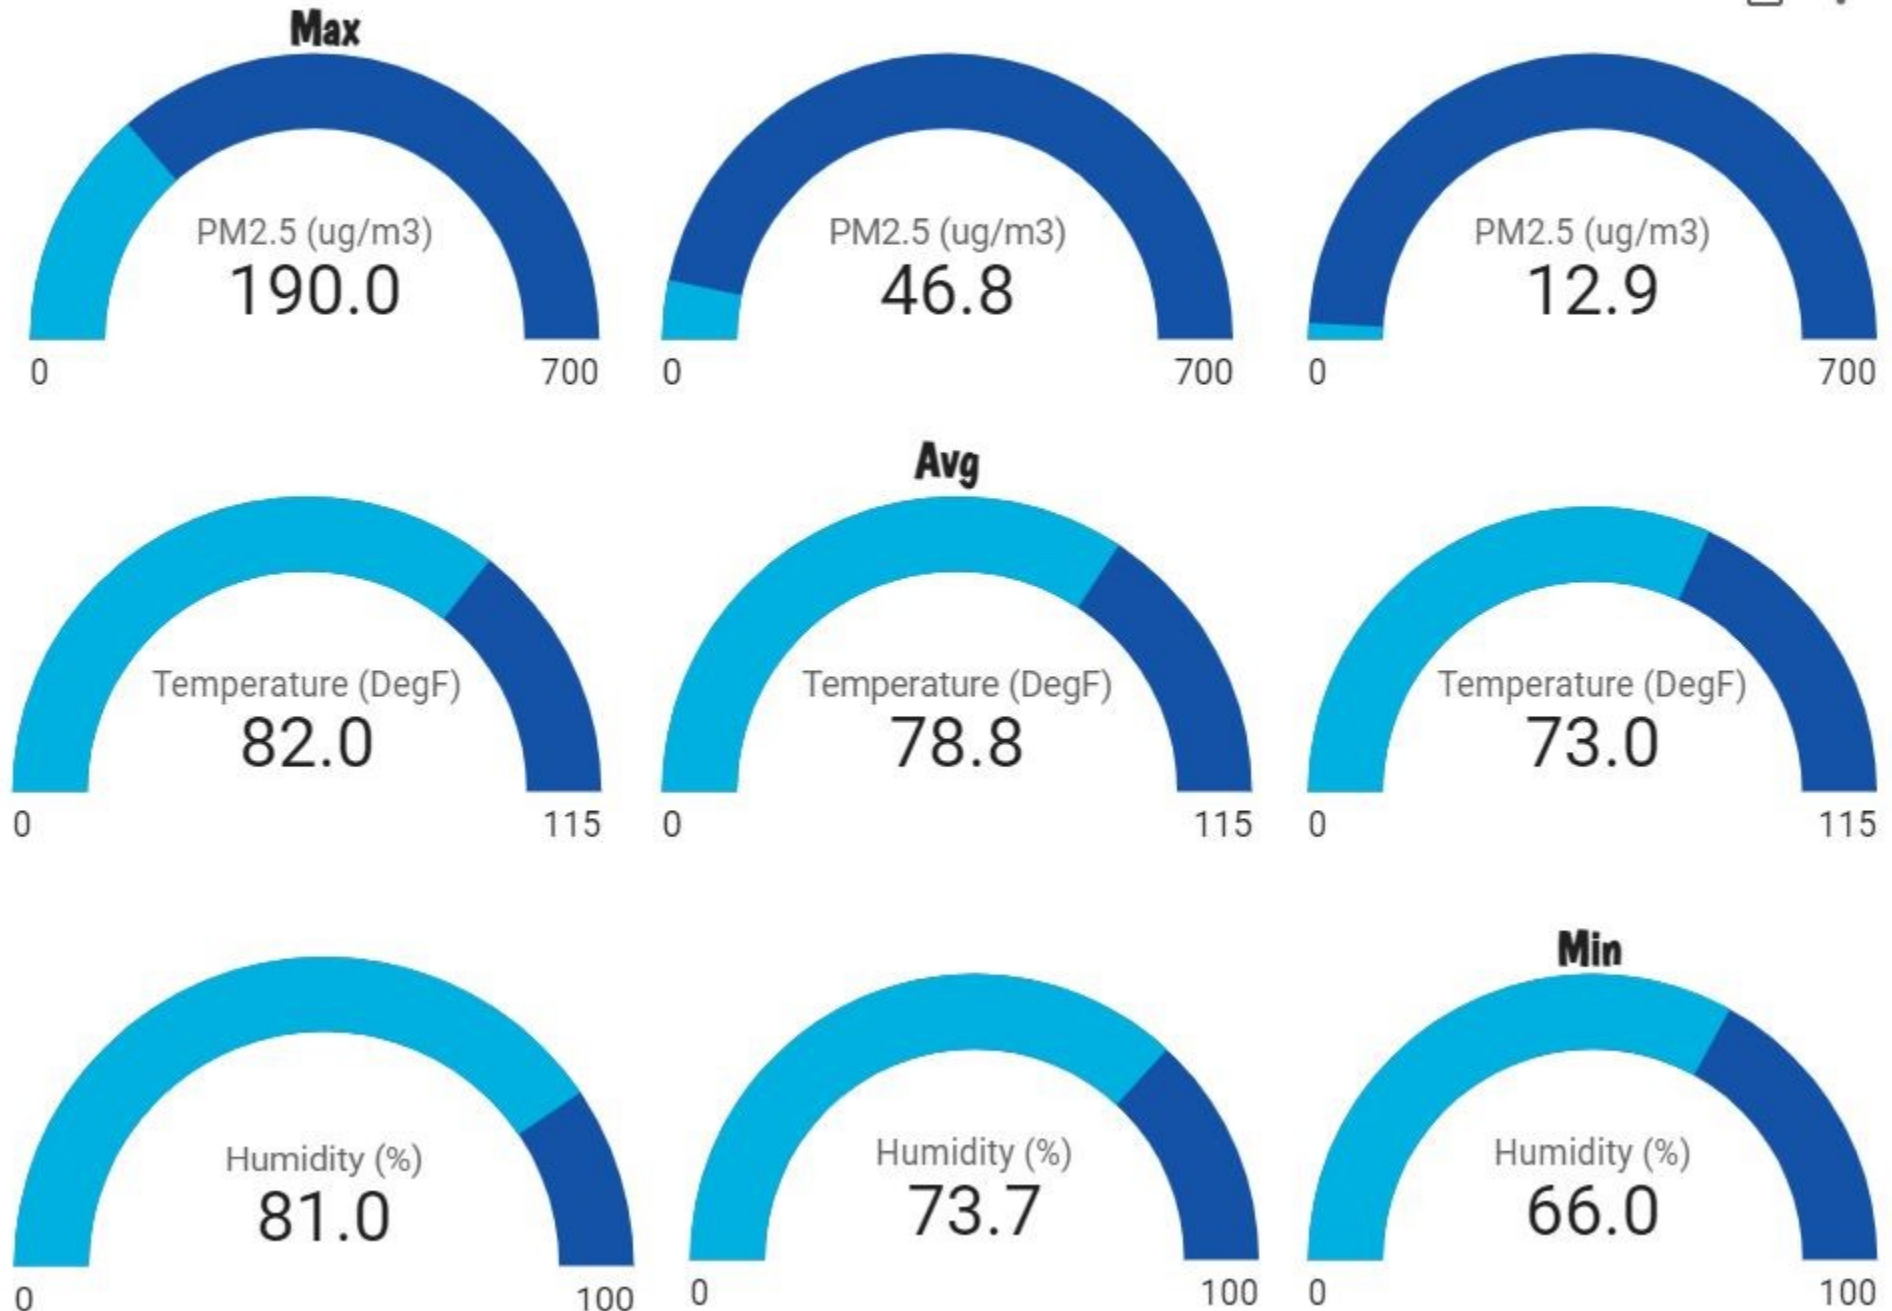 Max
PM2.5 (ug/m3)
190.0
0 700
PM2.5 (ug/m3)
46.8
0 700
PM2.5 (ug/m3)
12.9
0 700
Temperature (DegF)
82.0
0 115
Avg
Temperature (DegF)
78.8
0 115
Temperature (DegF)
73.0
0 115
Humidity (%)
81.0
0 100
Humidity (%)
73.7
0 100
Min
Humidity (%)
66.0
0 100